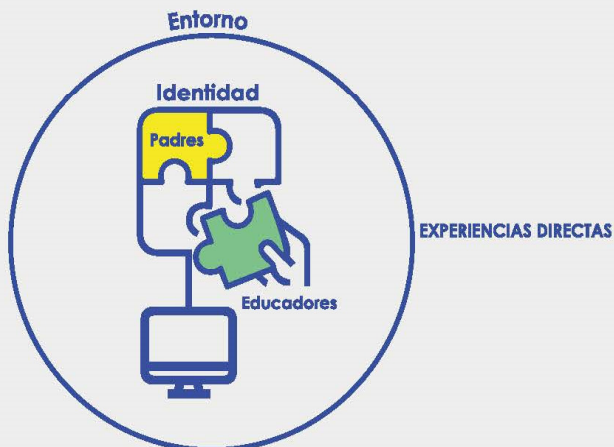 Entorno
Identidad
Padres
EXPERIENCIAS DIRECTAS
Educadores